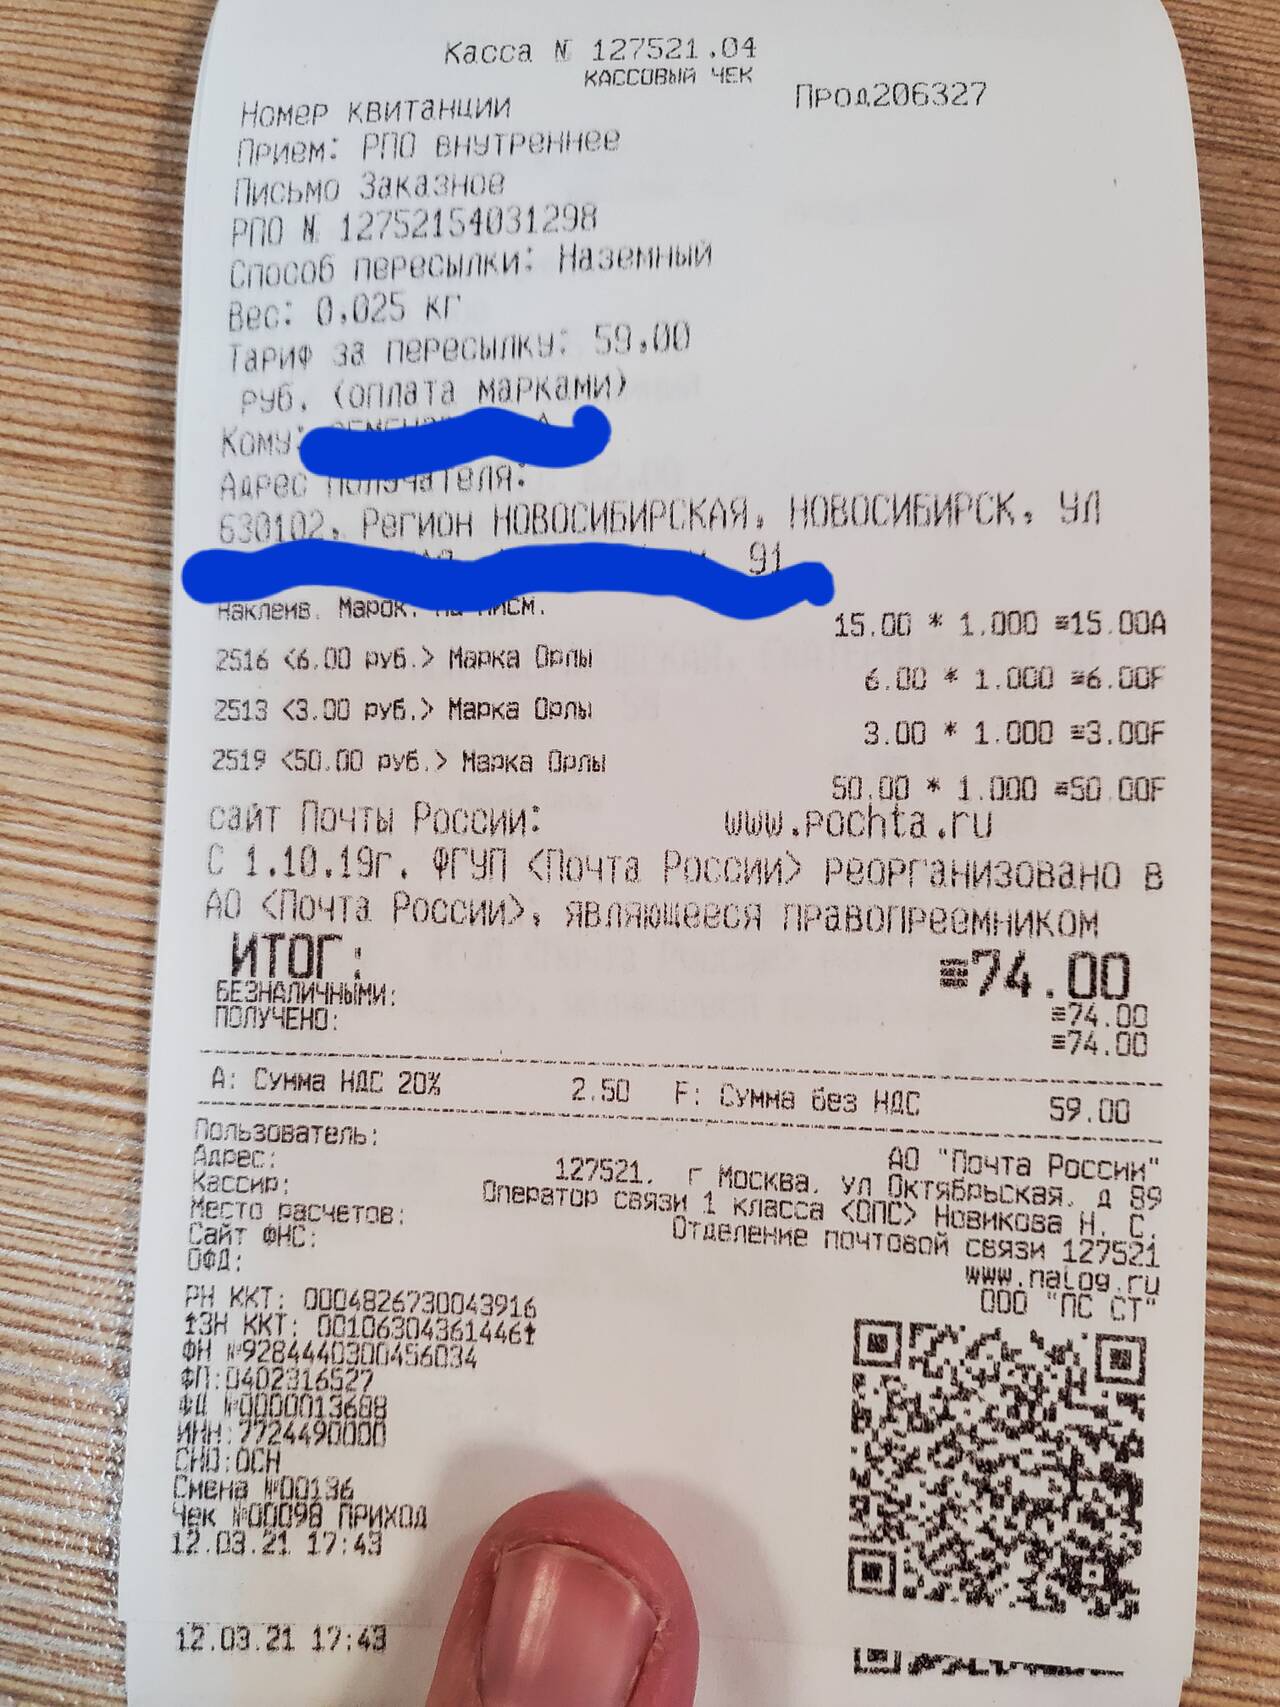 Касса № 127521.04
КАССОВЫЙ ЧЕК
Номер квитанции Прод206327
Прием: РПО внутреннее
Письмо Заказное
РПО № 12752154031298
Способ пересылки: Наземный
Вес: 0,025 кг
Тариф за пересылку: 59,00
руб. (оплата марками)
Кому:
Адрес получателя:
630102, Регион НОВОСИБИРСКАЯ, НОВОСИБИРСК, УЛ
91
Наклеив. Марок. на писм.
15.00 * 1.000 ≡15.00А
2516 <6.00 руб.> Марка Орлы
6.00 * 1.000 ≡6.00F
2513 <3.00 руб.> Марка Орлы
3.00 * 1.000 ≡3.00F
2519 <50.00 руб.> Марка Орлы
50.00 * 1.000 ≡50.00F
сайт Почты России: www.pochta.ru
С 1.10.19г. ФГУП <Почта России> реорганизовано в
АО <Почта России>, являющееся правопреемником
ИТОГ: ≡74.00
БЕЗНАЛИЧНЫМИ: ≡74.00
ПОЛУЧЕНО: ≡74.00
А: Сумма НДС 20% 2.50 F: Сумма без НДС 59.00
Пользователь: АО "Почта России"
Адрес: 127521, г Москва, ул Октябрьская, д 89
Кассир: Оператор связи 1 класса <ОПС> Новикова Н. С.
Место расчетов: Отделение почтовой связи 127521
Сайт ФНС: www.nalog.ru
ОФД: ООО "ПС СТ"
РН ККТ: 0004826730043916
↑ЗН ККТ: 00106304361446↑
ФН №9284440300456034
ФП:0402316527
ФД №0000013688
ИНН:7724490000
СНО:ОСН
Смена №00136
Чек №00098 ПРИХОД
12.03.21 17:43
12.03.21 17:43